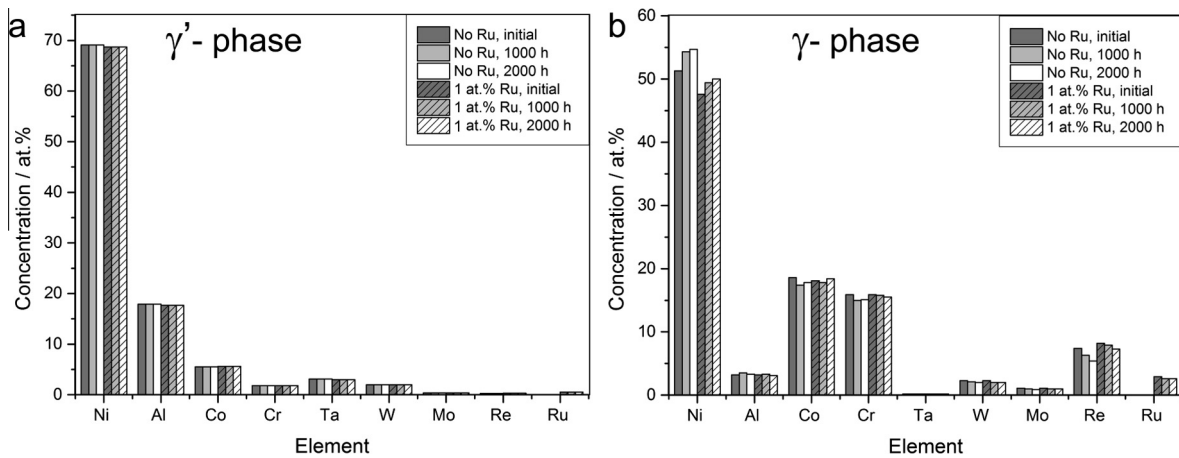 a
γ’- phase
No Ru, initial
No Ru, 1000 h
No Ru, 2000 h
1 at.% Ru, initial
1 at.% Ru, 1000 h
1 at.% Ru, 2000 h
Concentration / at.%
70
60
50
40
30
20
10
0
Ni Al Co Cr Ta W Mo Re Ru
Element
b
γ- phase
No Ru, initial
No Ru, 1000 h
No Ru, 2000 h
1 at.% Ru, initial
1 at.% Ru, 1000 h
1 at.% Ru, 2000 h
Concentration / at.%
60
50
40
30
20
10
0
Ni Al Co Cr Ta W Mo Re Ru
Element